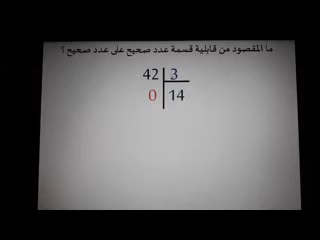 ما المقصود من قابلية قسمة عدد صحيح على عدد صحيح ؟
42 3
0 14